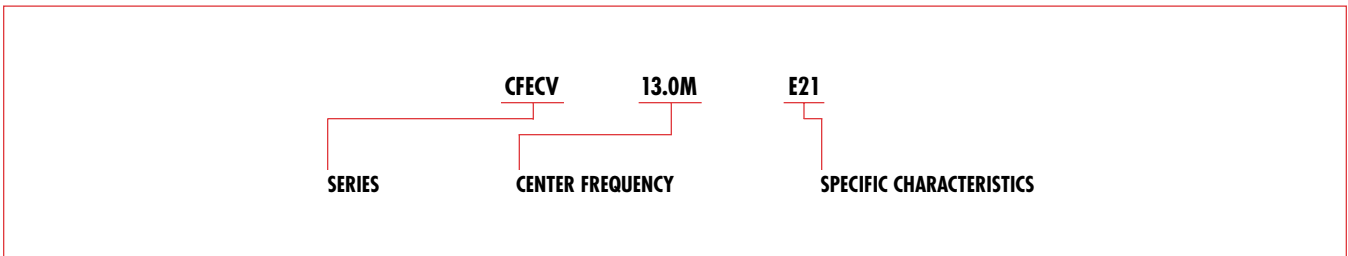 CFECV 13.0M E21
SERIES CENTER FREQUENCY SPECIFIC CHARACTERISTICS